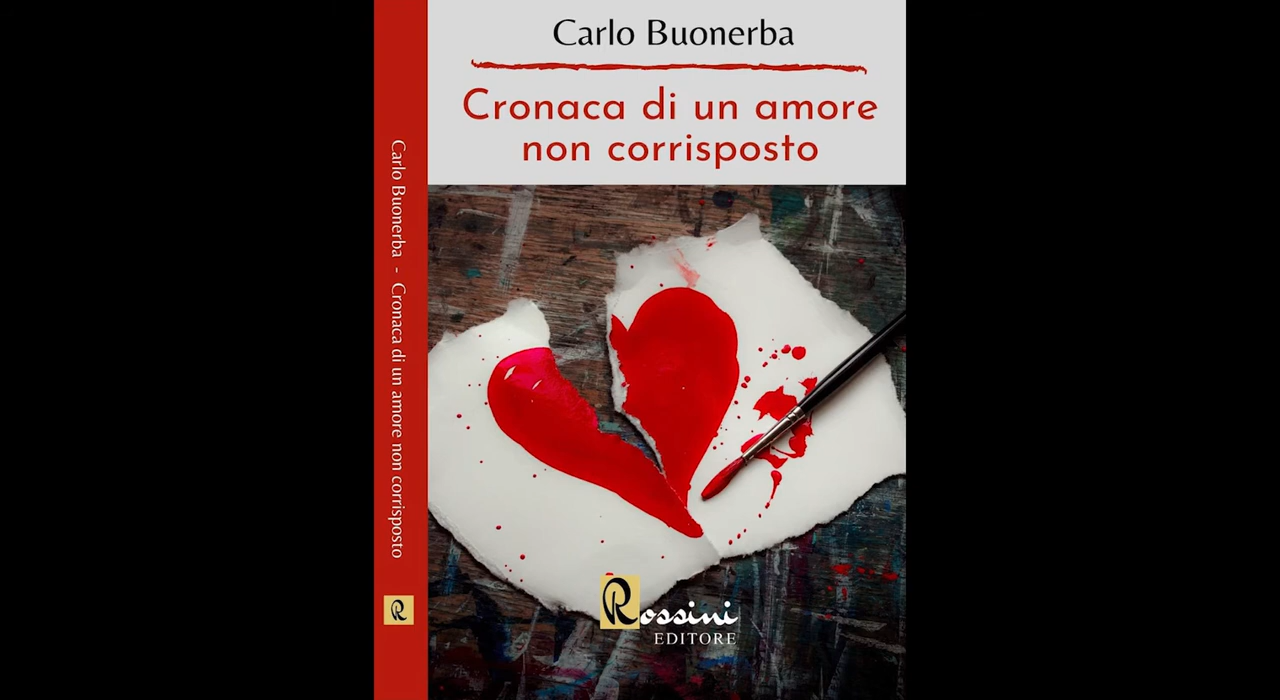 Carlo Buonerba
Cronaca di un amore
non corrisposto
Carlo Buonerba - Cronaca di un amore non corrisposto
R
Rossini
EDITORE